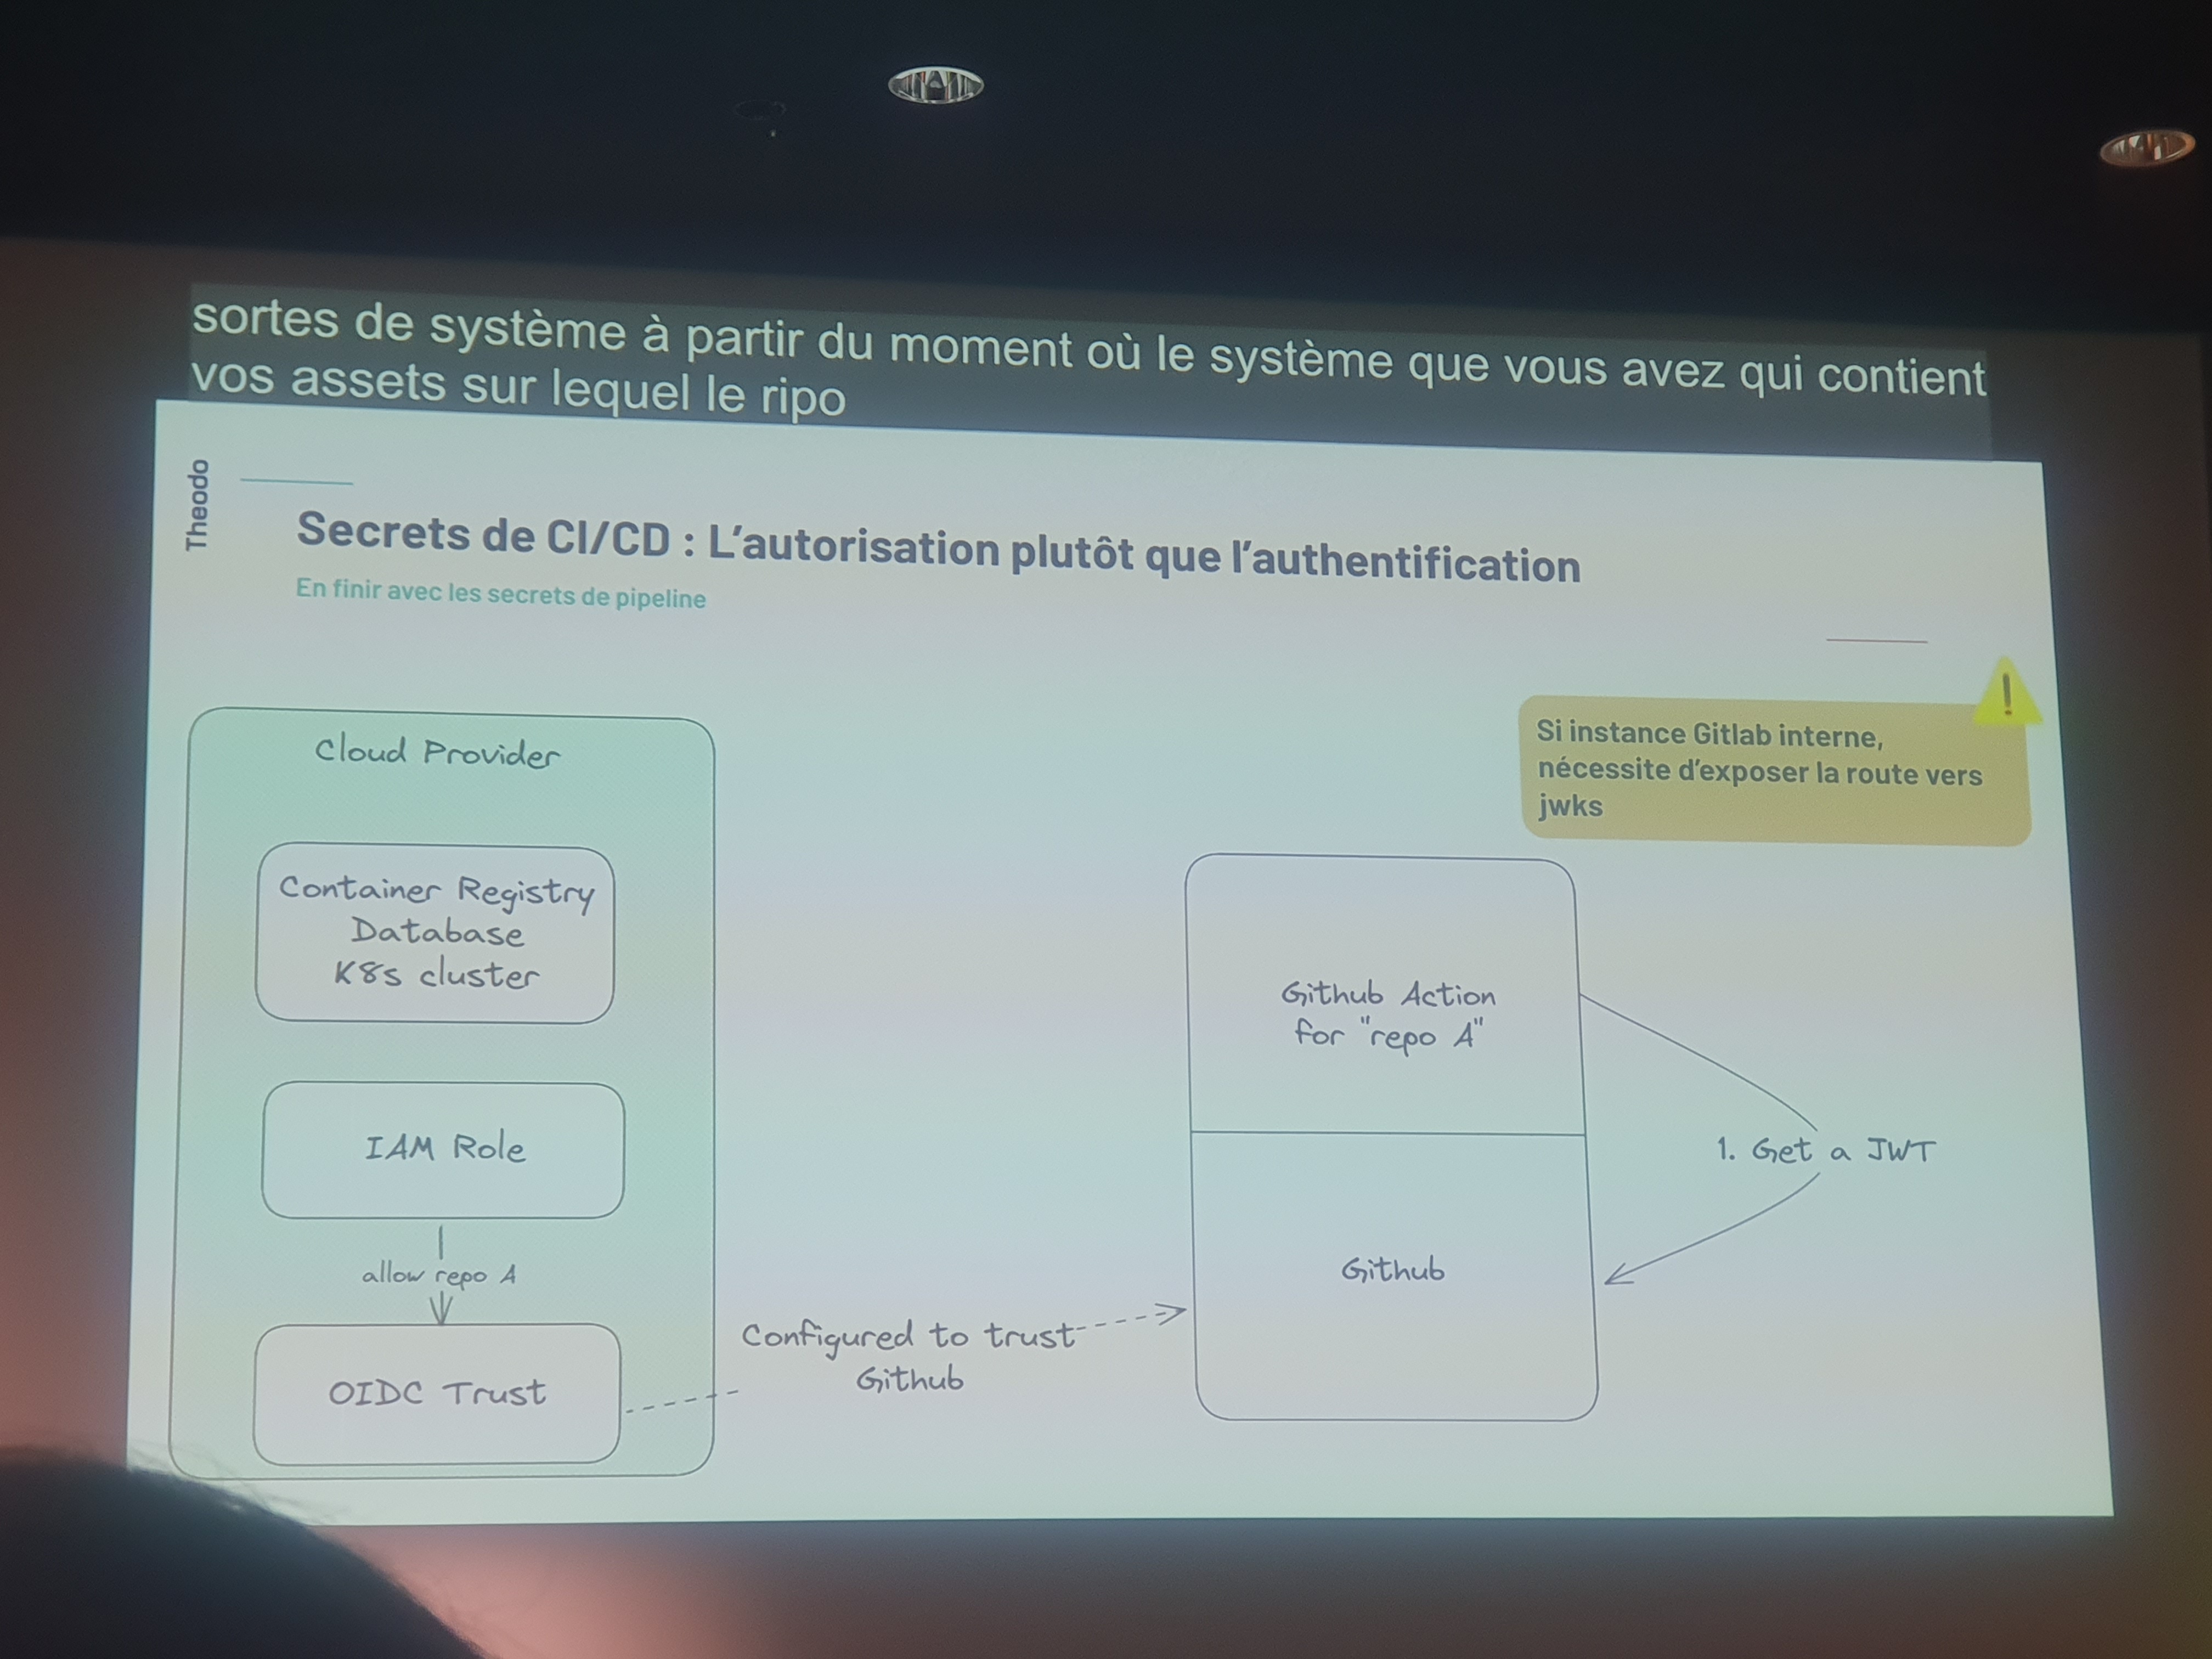 sortes de système à partir du moment où le système que vous avez qui contient
vos assets sur lequel le ripo
Theodo
Secrets de CI/CD : L'autorisation plutôt que l'authentification
En finir avec les secrets de pipeline
Si instance Gitlab interne,
nécessite d'exposer la route vers
jwks
Cloud Provider
Container Registry
Database
K8s cluster
IAM Role
allow repo A
OIDC Trust
Configured to trust
Github
Github Action
for "repo A"
Github
1. Get a JWT